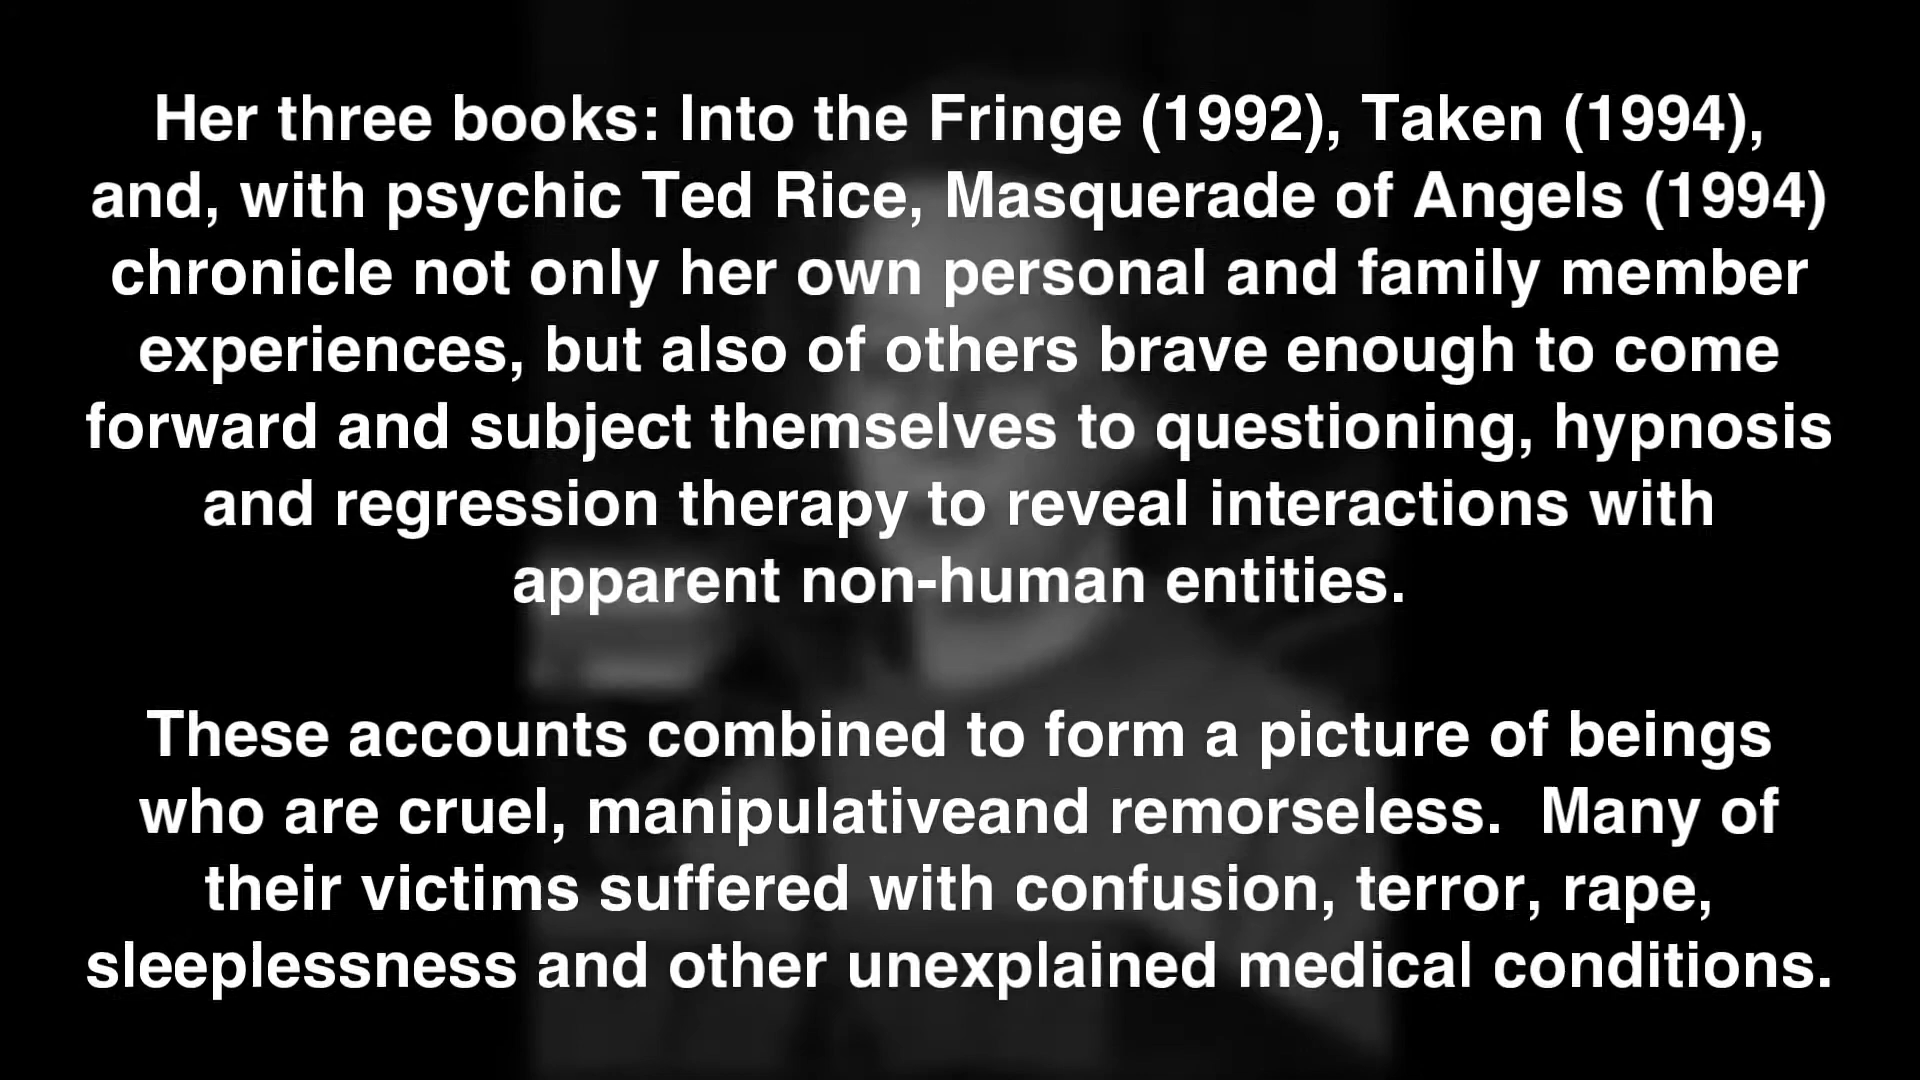 Her three books: Into the Fringe (1992), Taken (1994),
and, with psychic Ted Rice, Masquerade of Angels (1994)
chronicle not only her own personal and family member
experiences, but also of others brave enough to come
forward and subject themselves to questioning, hypnosis
and regression therapy to reveal interactions with
apparent non-human entities.
These accounts combined to form a picture of beings
who are cruel, manipulativeand remorseless.  Many of
their victims suffered with confusion, terror, rape,
sleeplessness and other unexplained medical conditions.